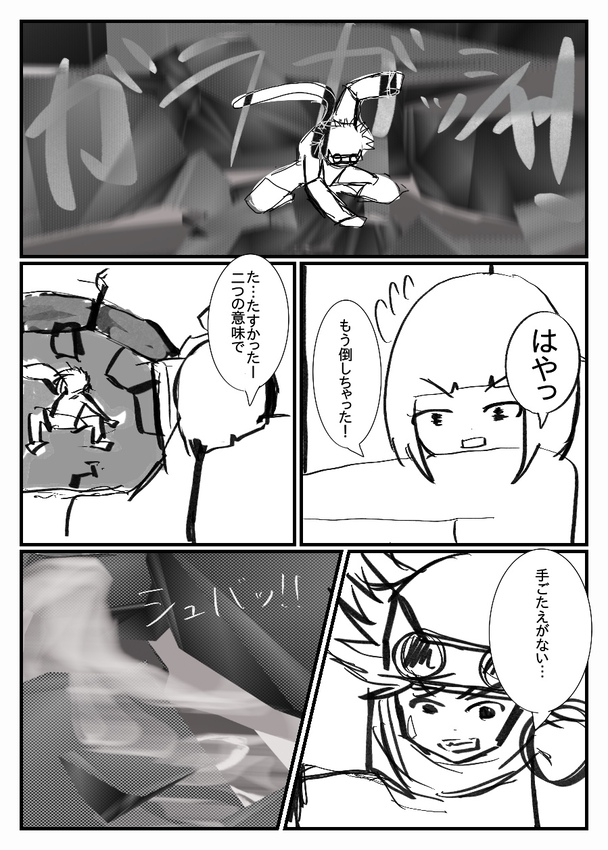 ガラガシャ
はやっ
もう倒しちゃった!
た…たすかったー
二つの意味で
手ごたえがない…
シュバッ!!